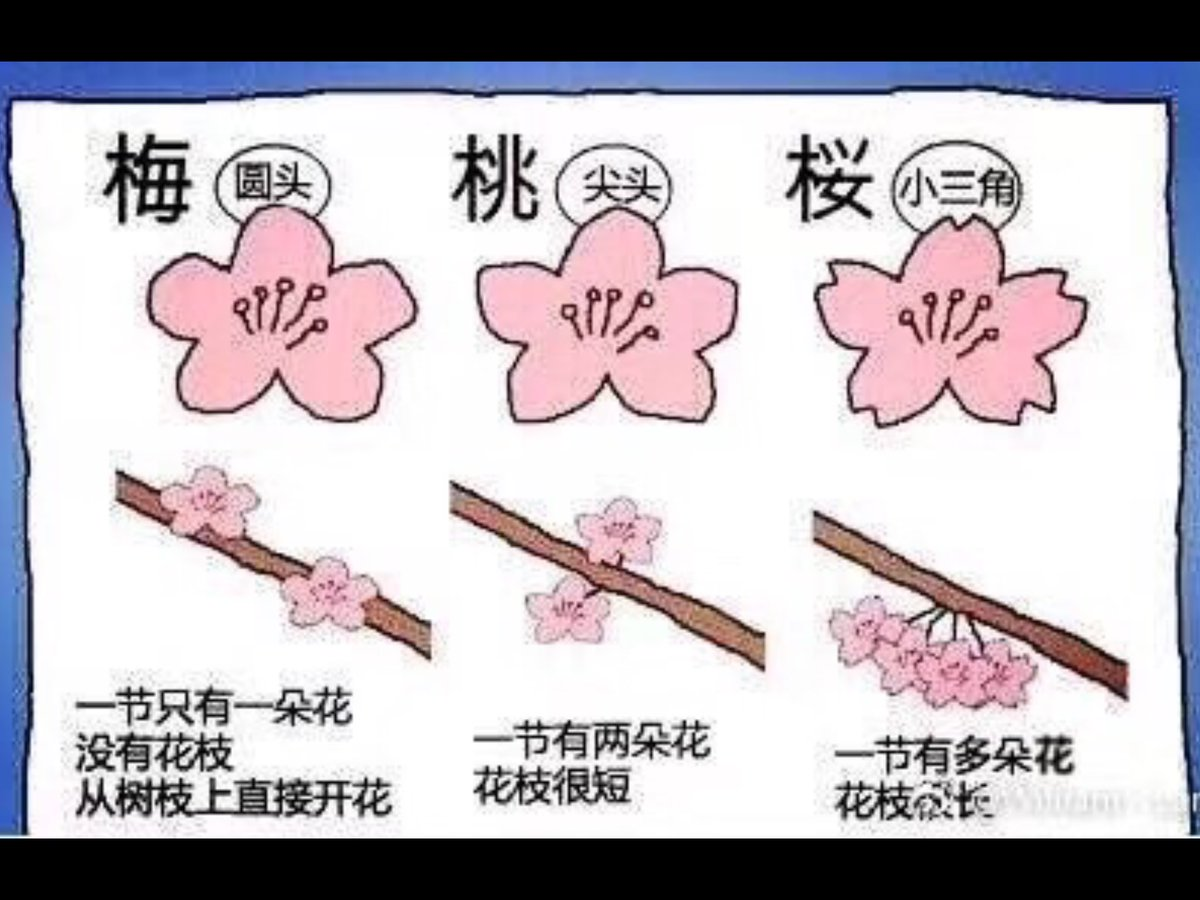 梅 圆头
桃 尖头
桜 小三角
一节只有一朵花
没有花枝
从树枝上直接开花
一节有两朵花
花枝很短
一节有多朵花
花枝 长